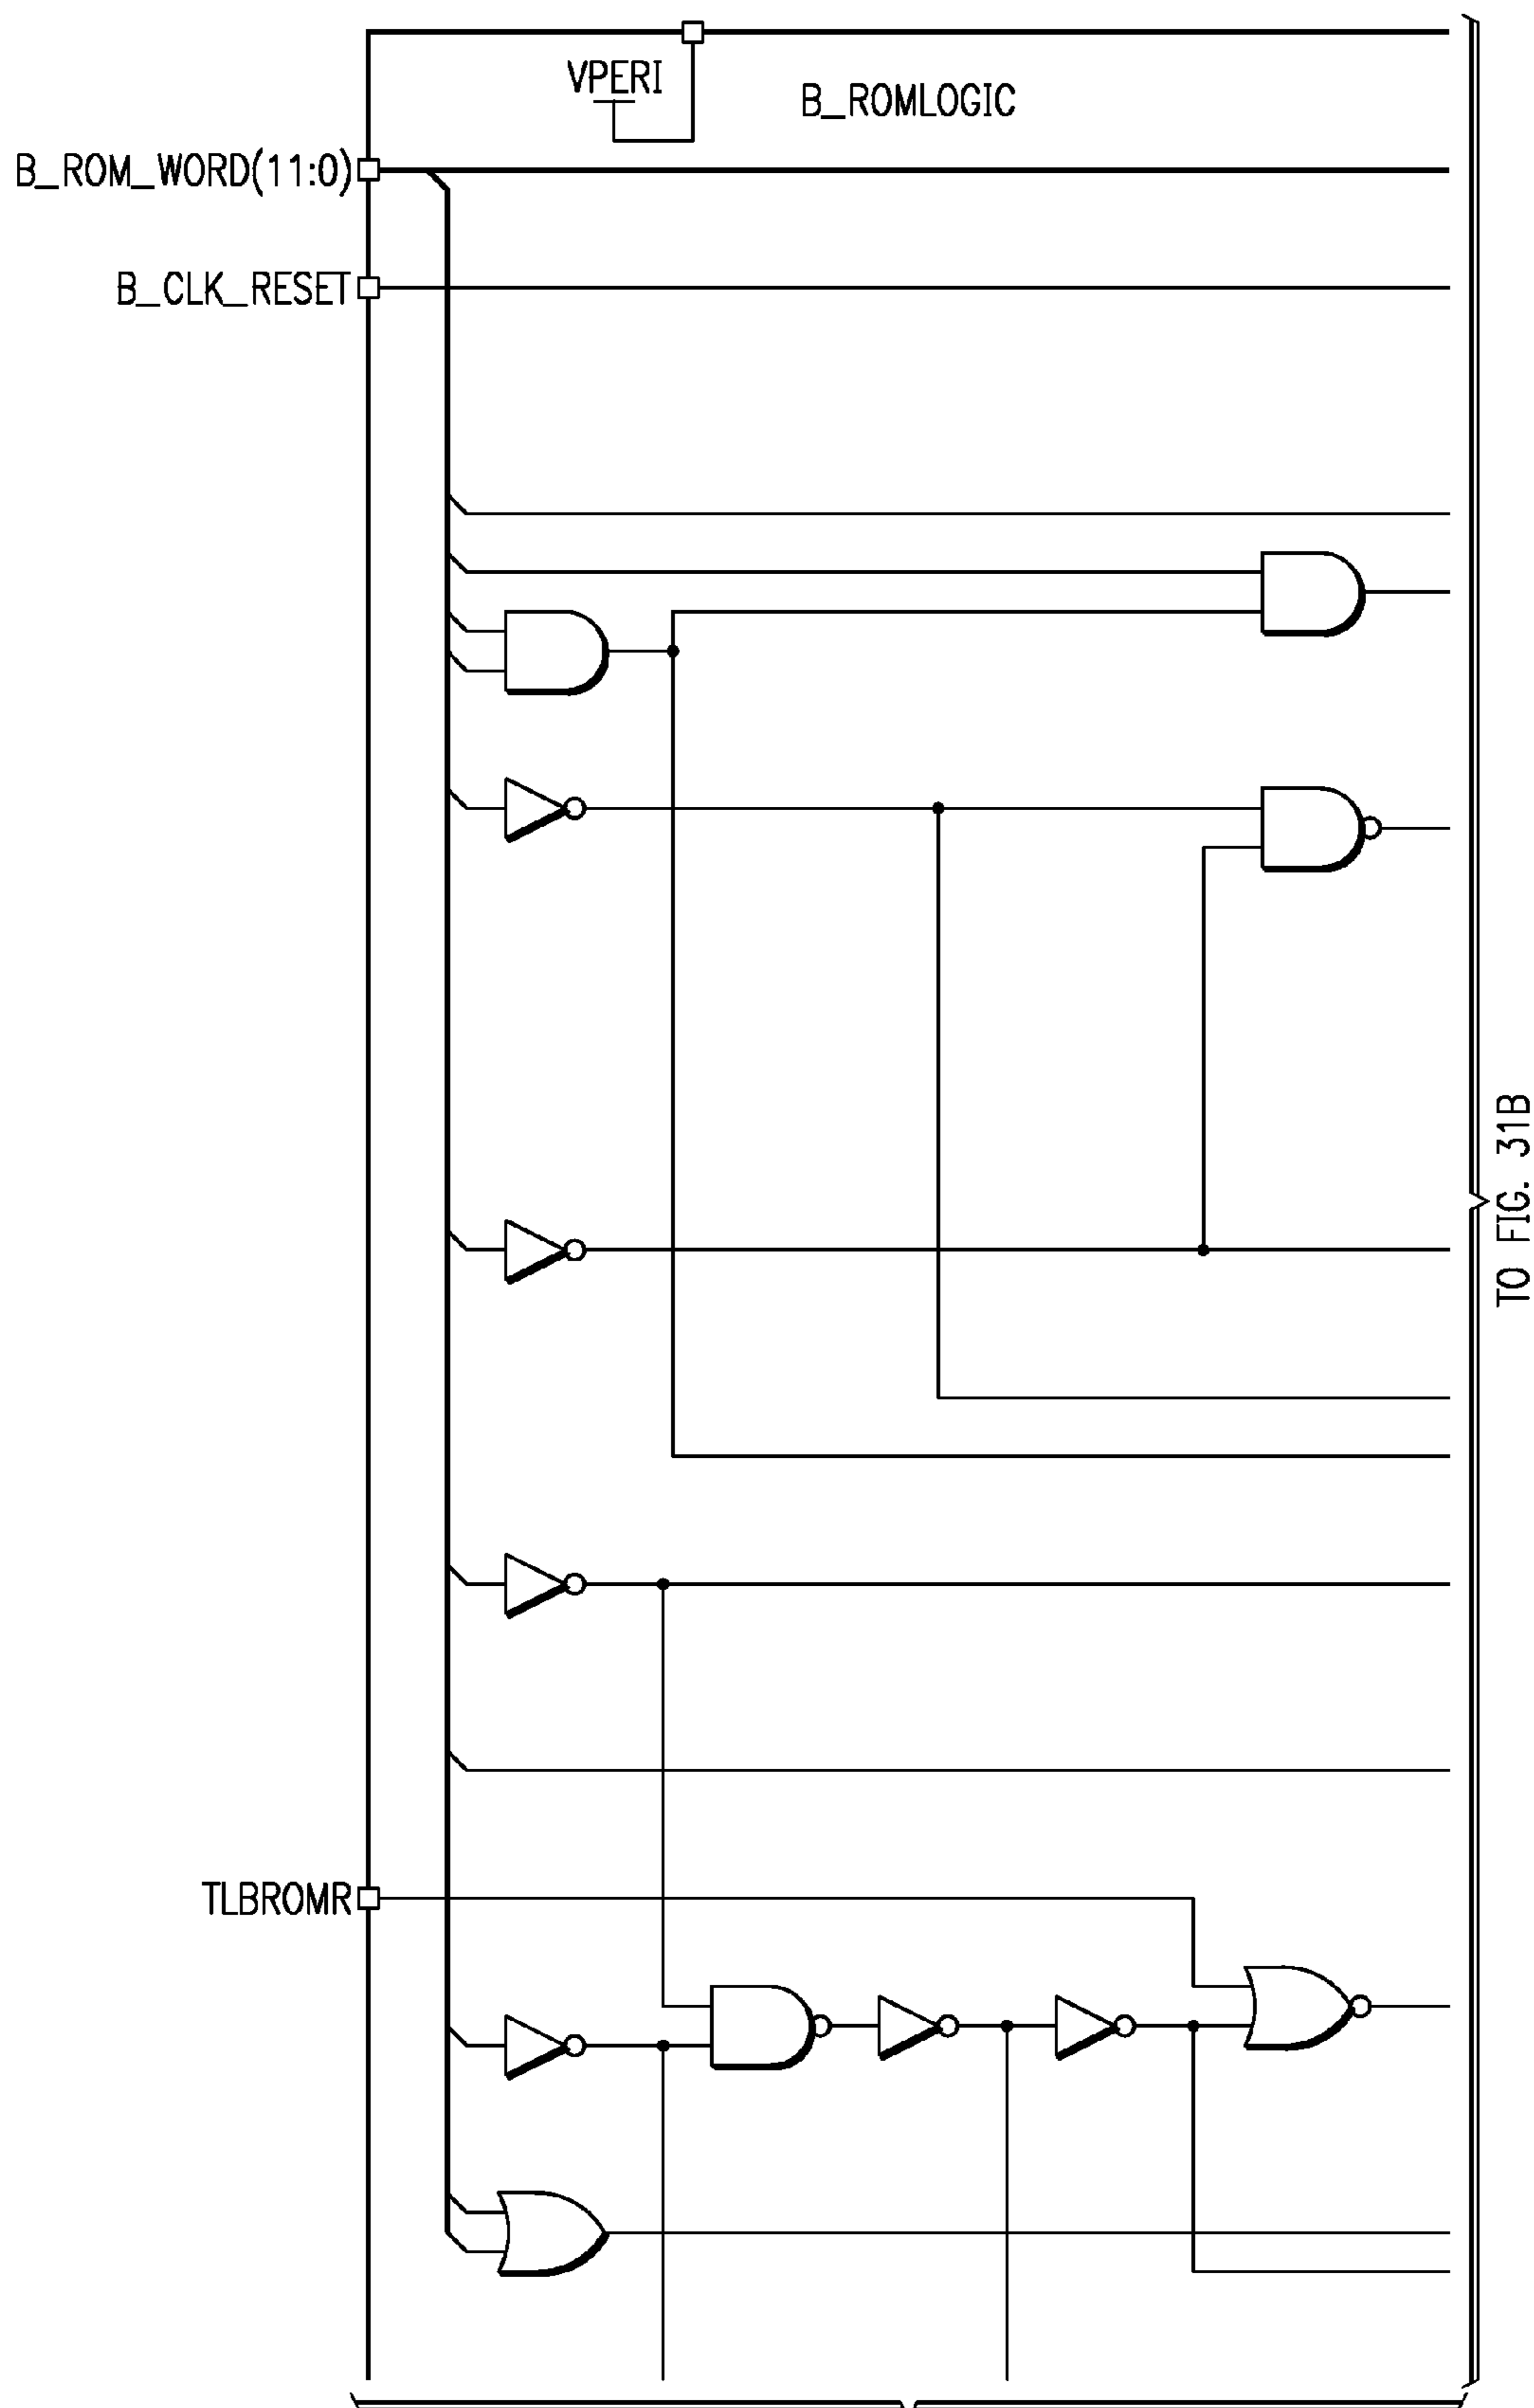 VPERI
B_ROMLOGIC
B_ROM_WORD(11:0)
B_CLK_RESET
TO FIG. 31B
TLBROMR